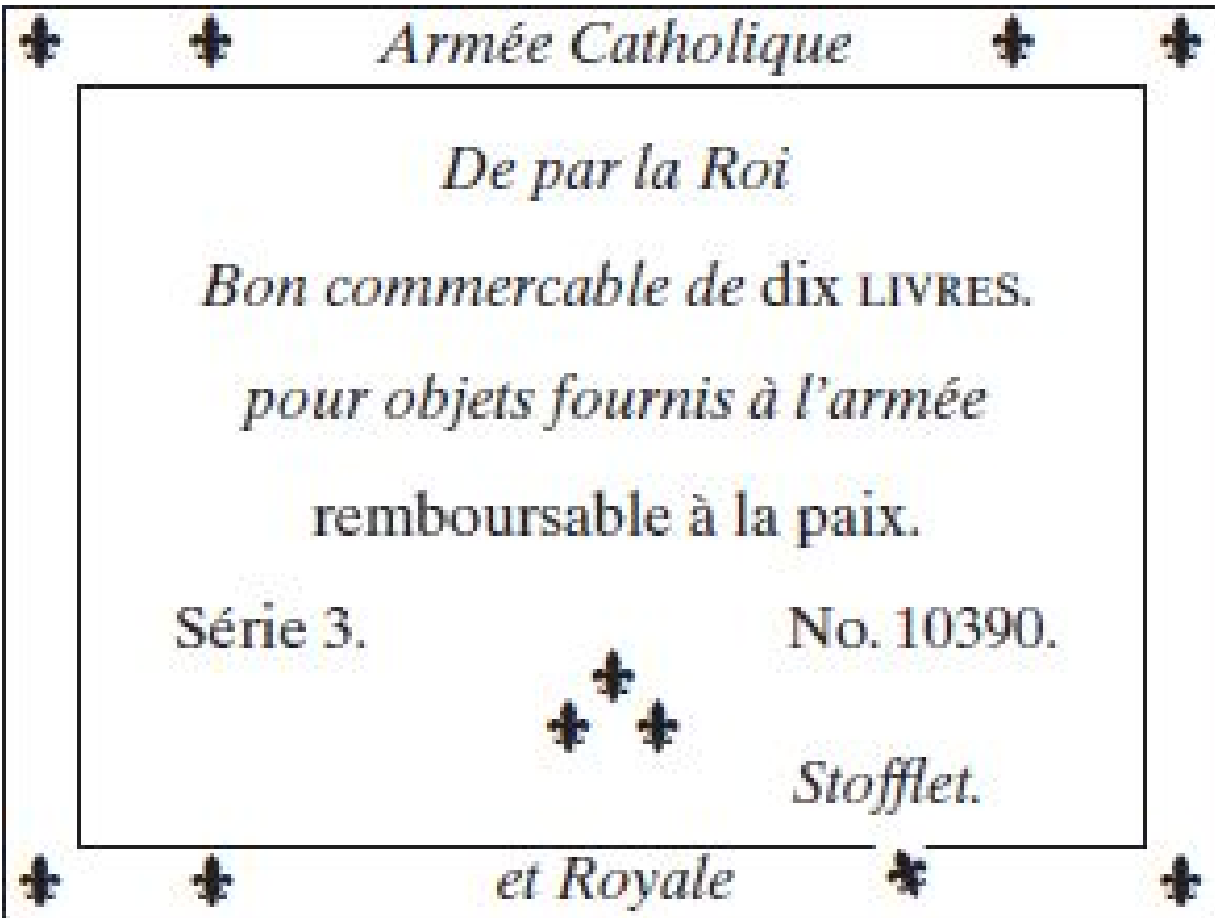 Armée Catholique
De par la Roi
Bon commercable de dix LIVRES.
pour objets fournis à l'armée
remboursable à la paix.
Série 3. No. 10390.
Stofflet.
et Royale